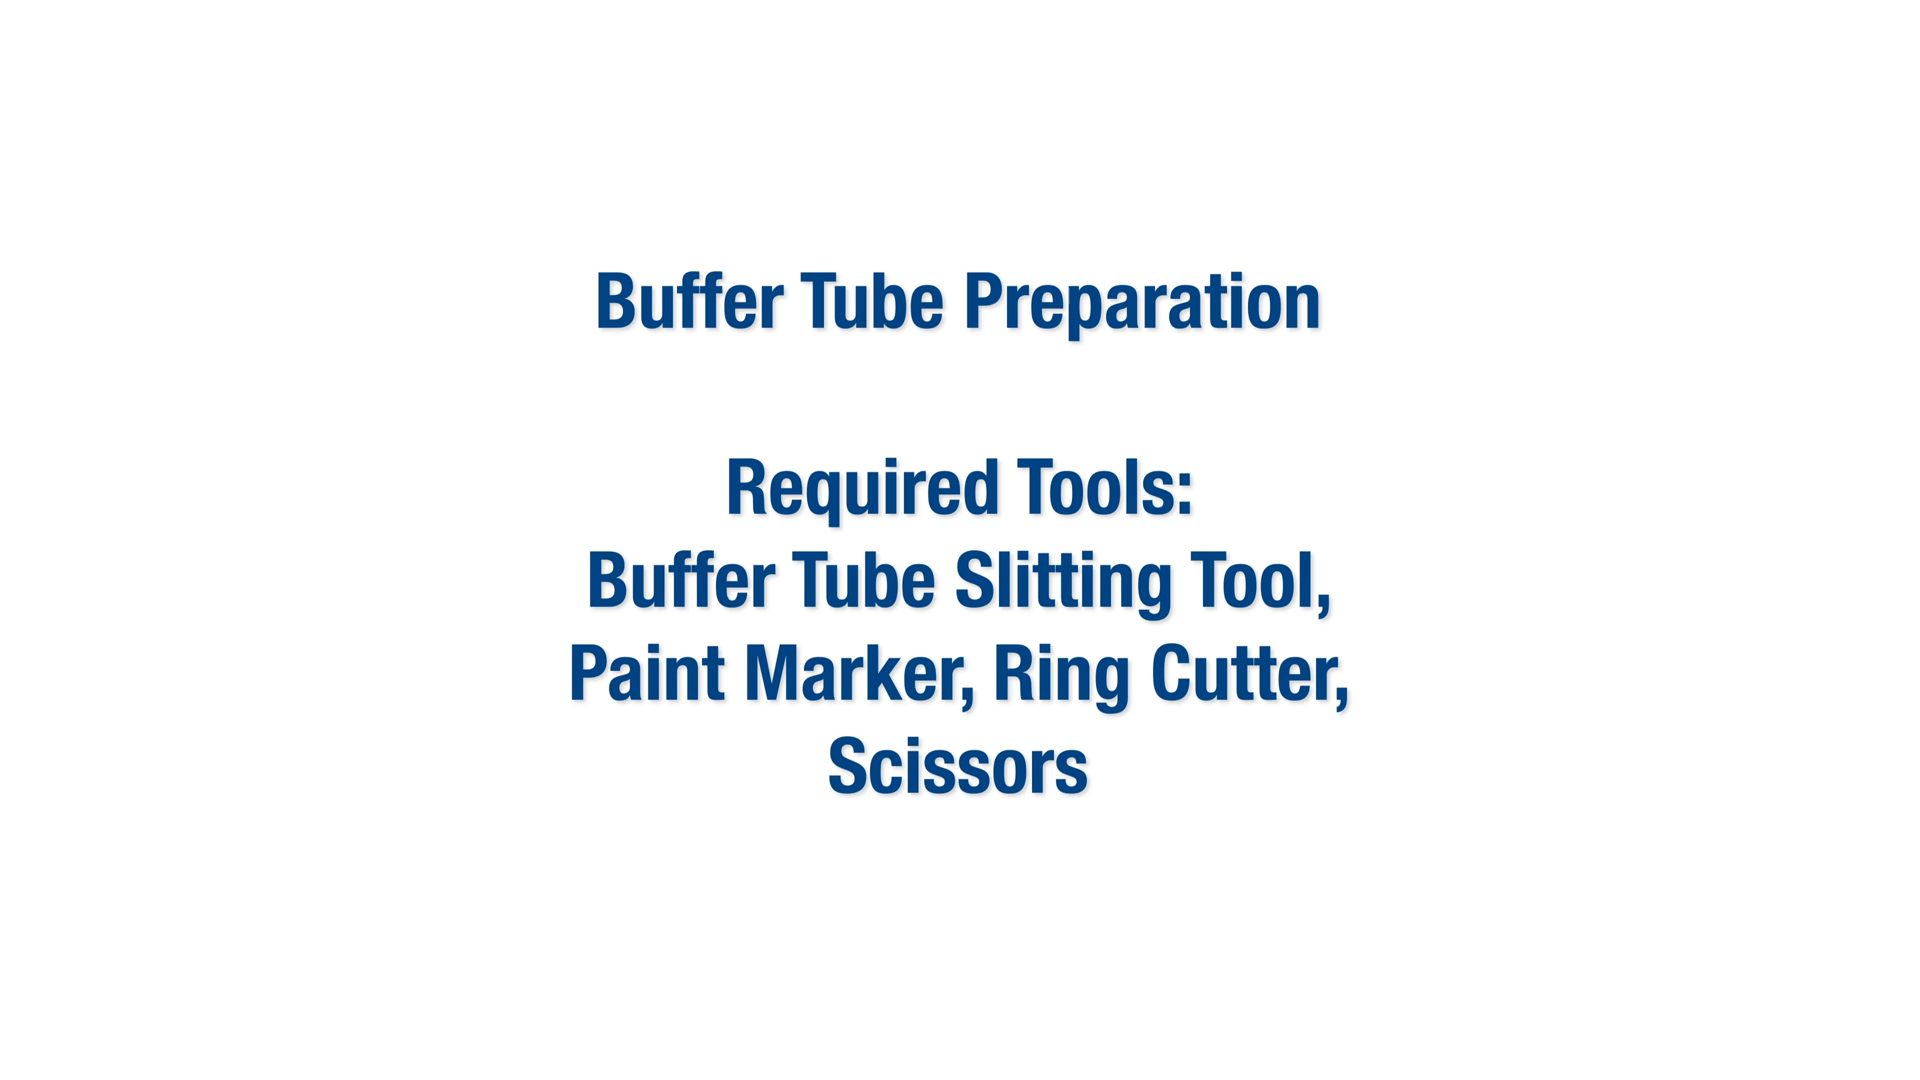 Buffer Tube Preparation
Required Tools:
Buffer Tube Slitting Tool,
Paint Marker, Ring Cutter,
Scissors